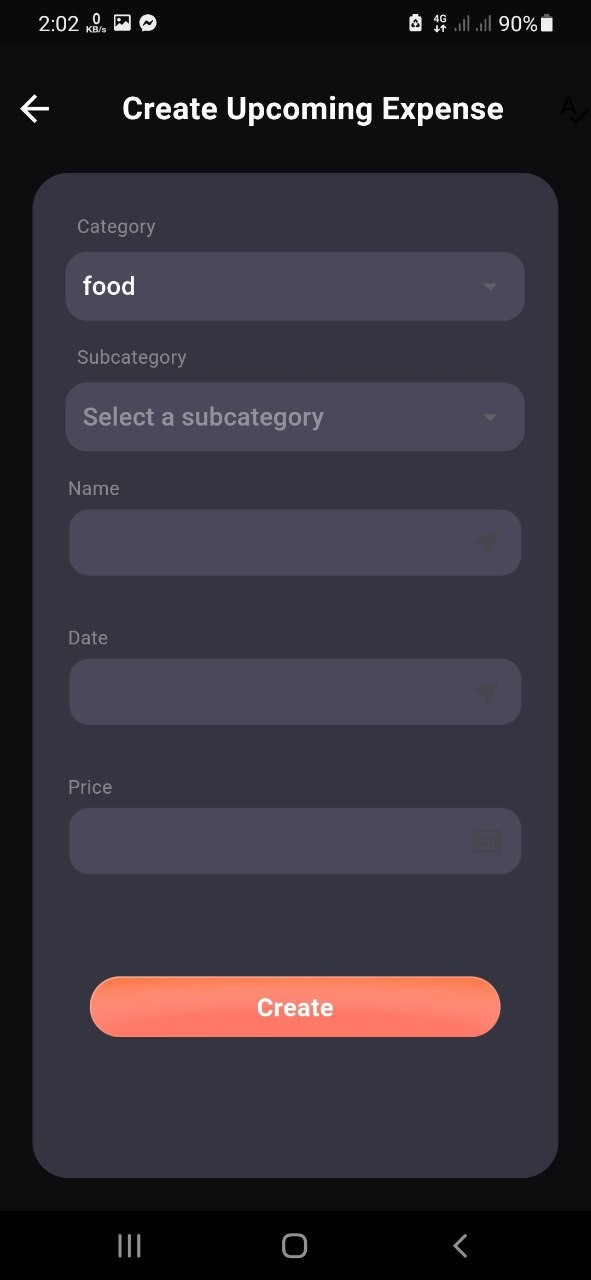 2:02 0 KB/s 4G 90%
Create Upcoming Expense
Category
food
Subcategory
Select a subcategory
Name
Date
Price
Create